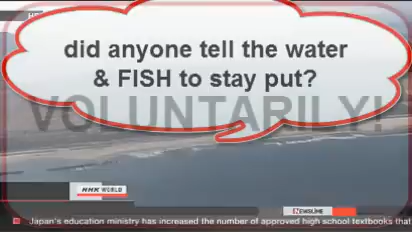 did anyone tell the water
& FISH to stay put?
VOLUNTARILY!
NHK WORLD
NEWSLINE
Japan's education ministry has increased the number of approved high school textbooks that